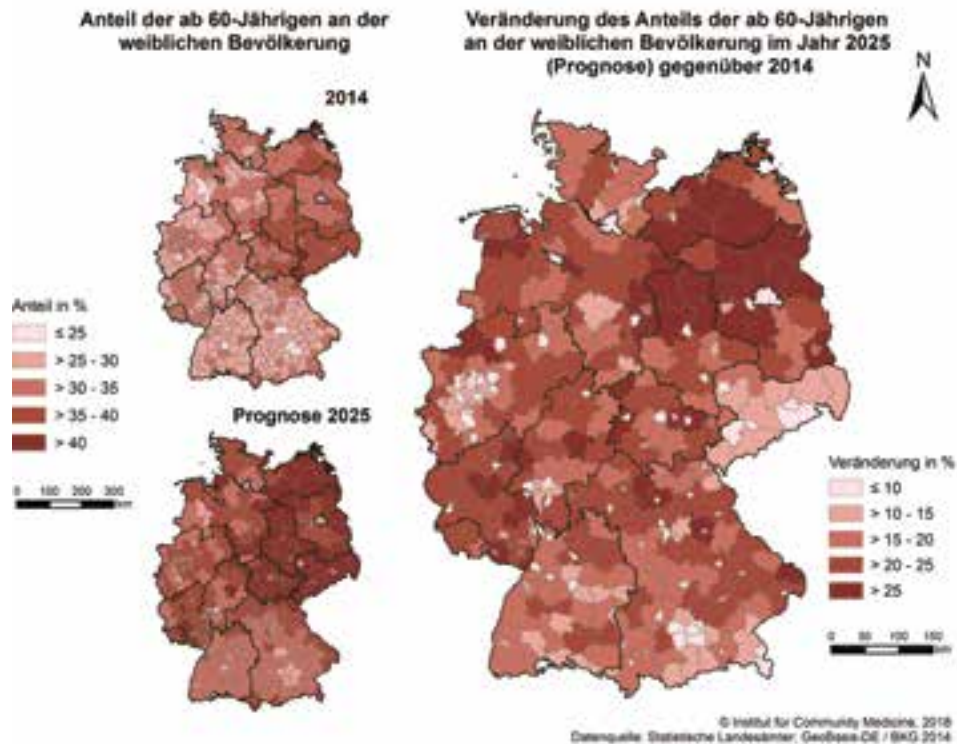 Anteil der ab 60-Jährigen an der
weiblichen Bevölkerung
2014
Anteil in %
≤ 25
> 25 - 30
> 30 - 35
> 35 - 40
> 40
Prognose 2025
0 100 200 300
km
Veränderung des Anteils der ab 60-Jährigen
an der weiblichen Bevölkerung im Jahr 2025
(Prognose) gegenüber 2014
N
Veränderung in %
≤ 10
> 10 - 15
> 15 - 20
> 20 - 25
> 25
0 50 100 150
km
© Institut für Community Medicine, 2018
Datenquelle: Statistische Landesämter; GeoBasis-DE / BKG 2014